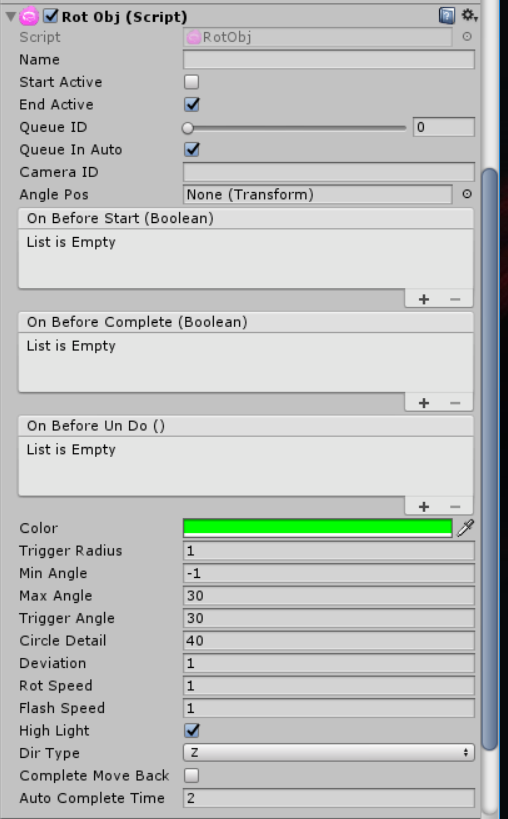 Rot Obj (Script)
Script RotObj
Name
Start Active
End Active
Queue ID 0
Queue In Auto
Camera ID
Angle Pos None (Transform)
On Before Start (Boolean)
List is Empty
+ −
On Before Complete (Boolean)
List is Empty
+ −
On Before Un Do ()
List is Empty
+ −
Color
Trigger Radius 1
Min Angle -1
Max Angle 30
Trigger Angle 30
Circle Detail 40
Deviation 1
Rot Speed 1
Flash Speed 1
High Light
Dir Type Z
Complete Move Back
Auto Complete Time 2